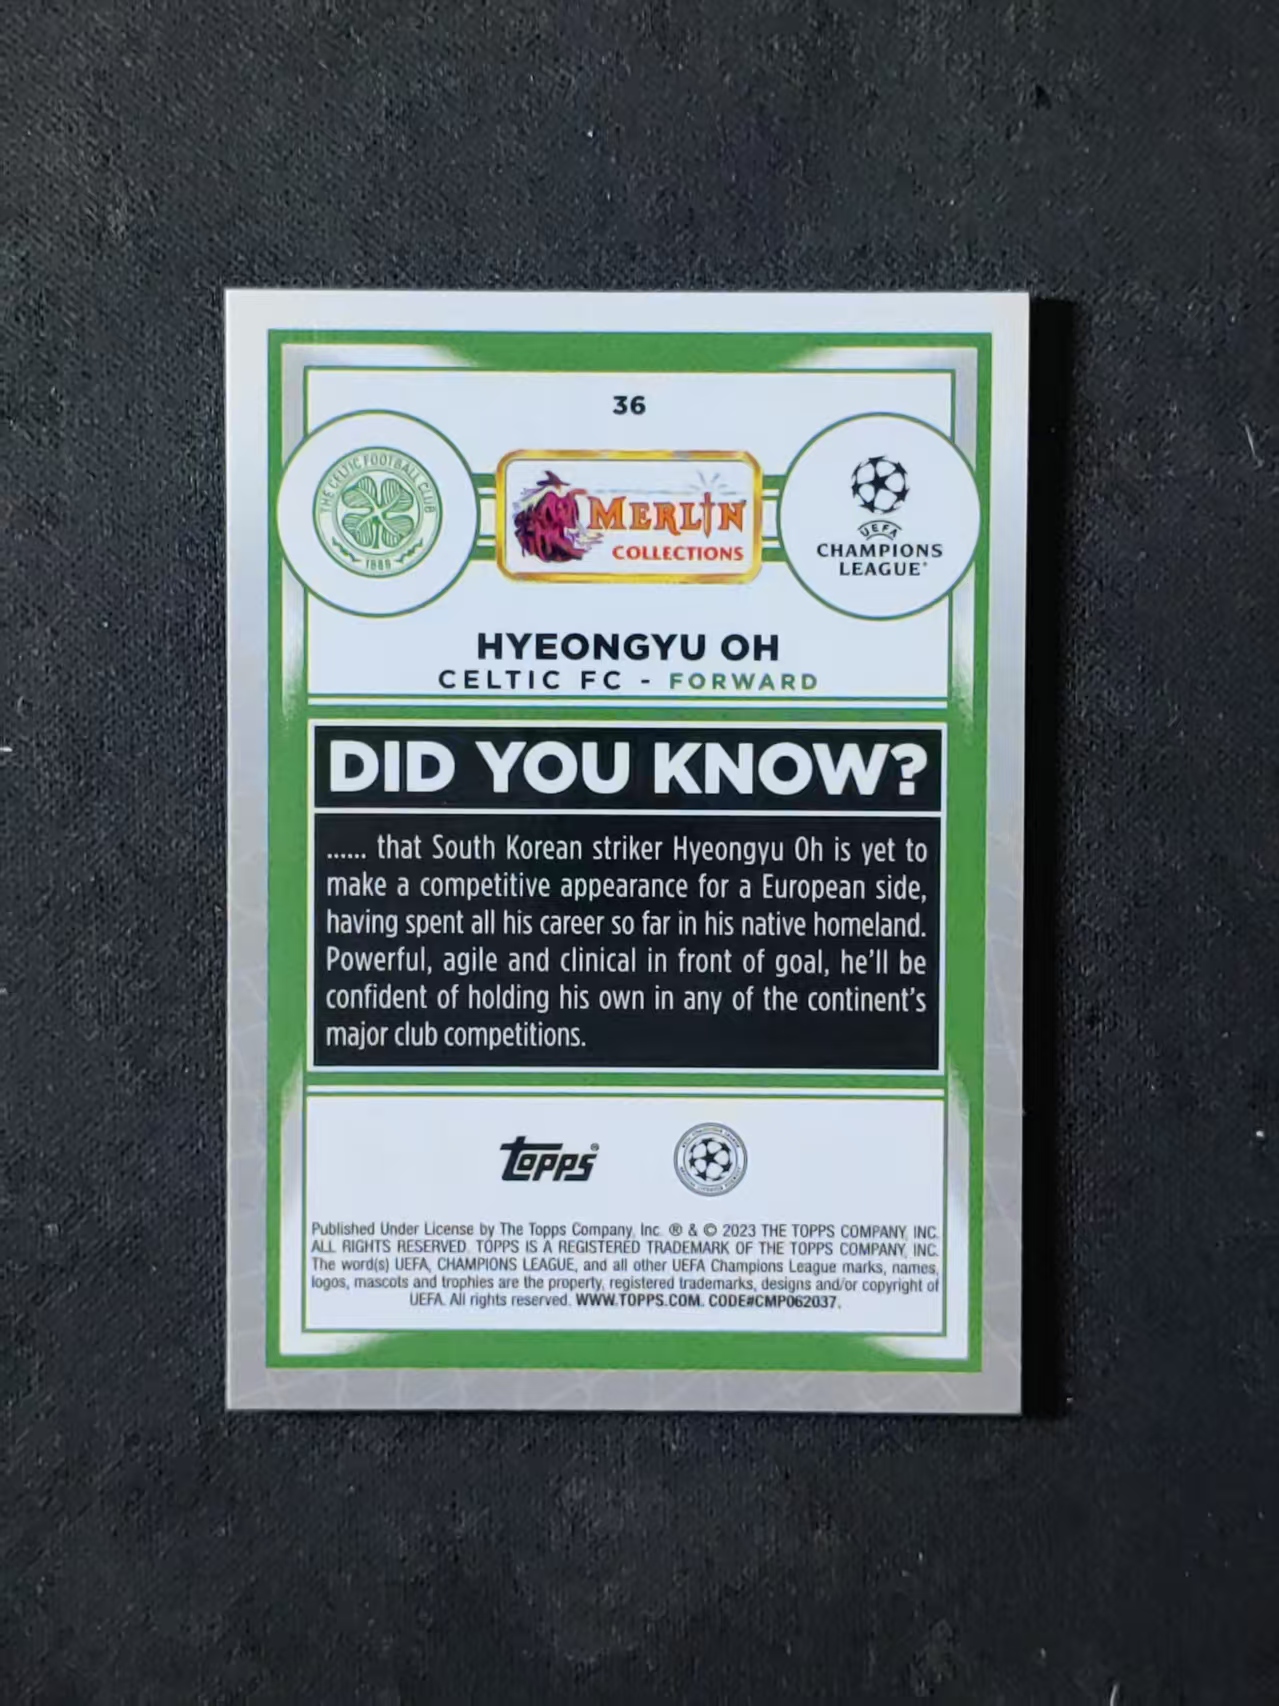 36
THE CELTIC FOOTBALL CLUB
1888
MERLIN
COLLECTIONS
UEFA
CHAMPIONS
LEAGUE®
HYEONGYU OH
CELTIC FC - FORWARD
DID YOU KNOW?
...... that South Korean striker Hyeongyu Oh is yet to
make a competitive appearance for a European side,
having spent all his career so far in his native homeland.
Powerful, agile and clinical in front of goal, he'll be
confident of holding his own in any of the continent's
major club competitions.
Topps®
Published Under License by The Topps Company, Inc. ® & © 2023 THE TOPPS COMPANY, INC.
ALL RIGHTS RESERVED. TOPPS IS A REGISTERED TRADEMARK OF THE TOPPS COMPANY, INC.
The word(s) UEFA, CHAMPIONS LEAGUE, and all other UEFA Champions League marks, names,
logos, mascots and trophies are the property, registered trademarks, designs and/or copyright of
UEFA. All rights reserved. WWW.TOPPS.COM. CODE#CMP062037.